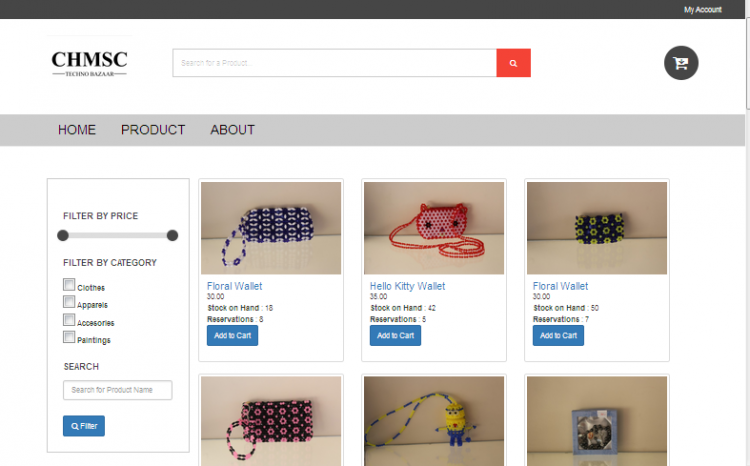 My Account
CHMSC
TECHNO BAZAAR
Search for a Product..
HOME PRODUCT ABOUT
FILTER BY PRICE
FILTER BY CATEGORY
Clothes
Apparels
Accesories
Paintings
SEARCH
Search for Product Name
Filter
Floral Wallet
30.00
Stock on Hand : 18
Reservations : 8
Add to Cart
Hello Kitty Wallet
35.00
Stock on Hand : 42
Reservations : 5
Add to Cart
Floral Wallet
30.00
Stock on Hand : 50
Reservations : 7
Add to Cart